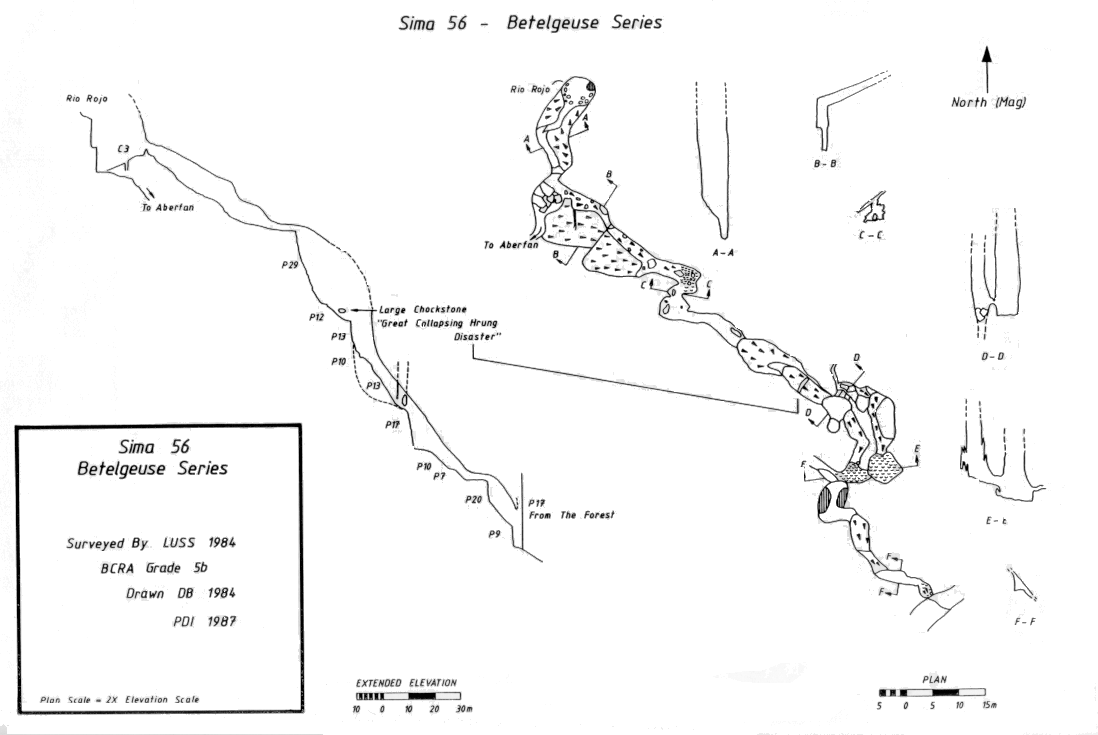 Sima 56 - Betelgeuse Series
Rio Rojo
C3
To Aberfan
P29
P12
Large Chockstone
"Great Collapsing Hrung
Disaster"
P13
P10
P13
P17
P10
P7
P20
P17
From The Forest
P9
Rio Rojo
A
A
B
To Aberfan
B
C
C
D
D
E
E
F
F
A-A
B-B
C-C
D-D
E-E
F-F
North (Mag)
Sima 56
Betelgeuse Series
Surveyed By LUSS 1984
BCRA Grade 5b
Drawn DB 1984
PDI 1987
Plan Scale = 2X Elevation Scale
EXTENDED ELEVATION
10 0 10 20 30m
PLAN
5 0 5 10 15m